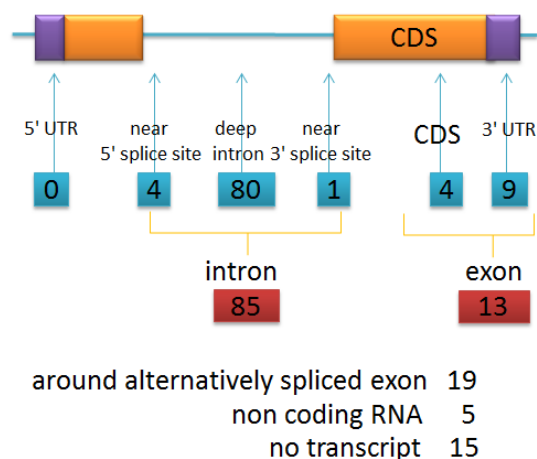 CDS
5' UTR
near
5' splice site
deep
intron
near
3' splice site
CDS
3' UTR
0
4
80
1
4
9
intron
exon
85
13
around alternatively spliced exon 19
non coding RNA 5
no transcript 15